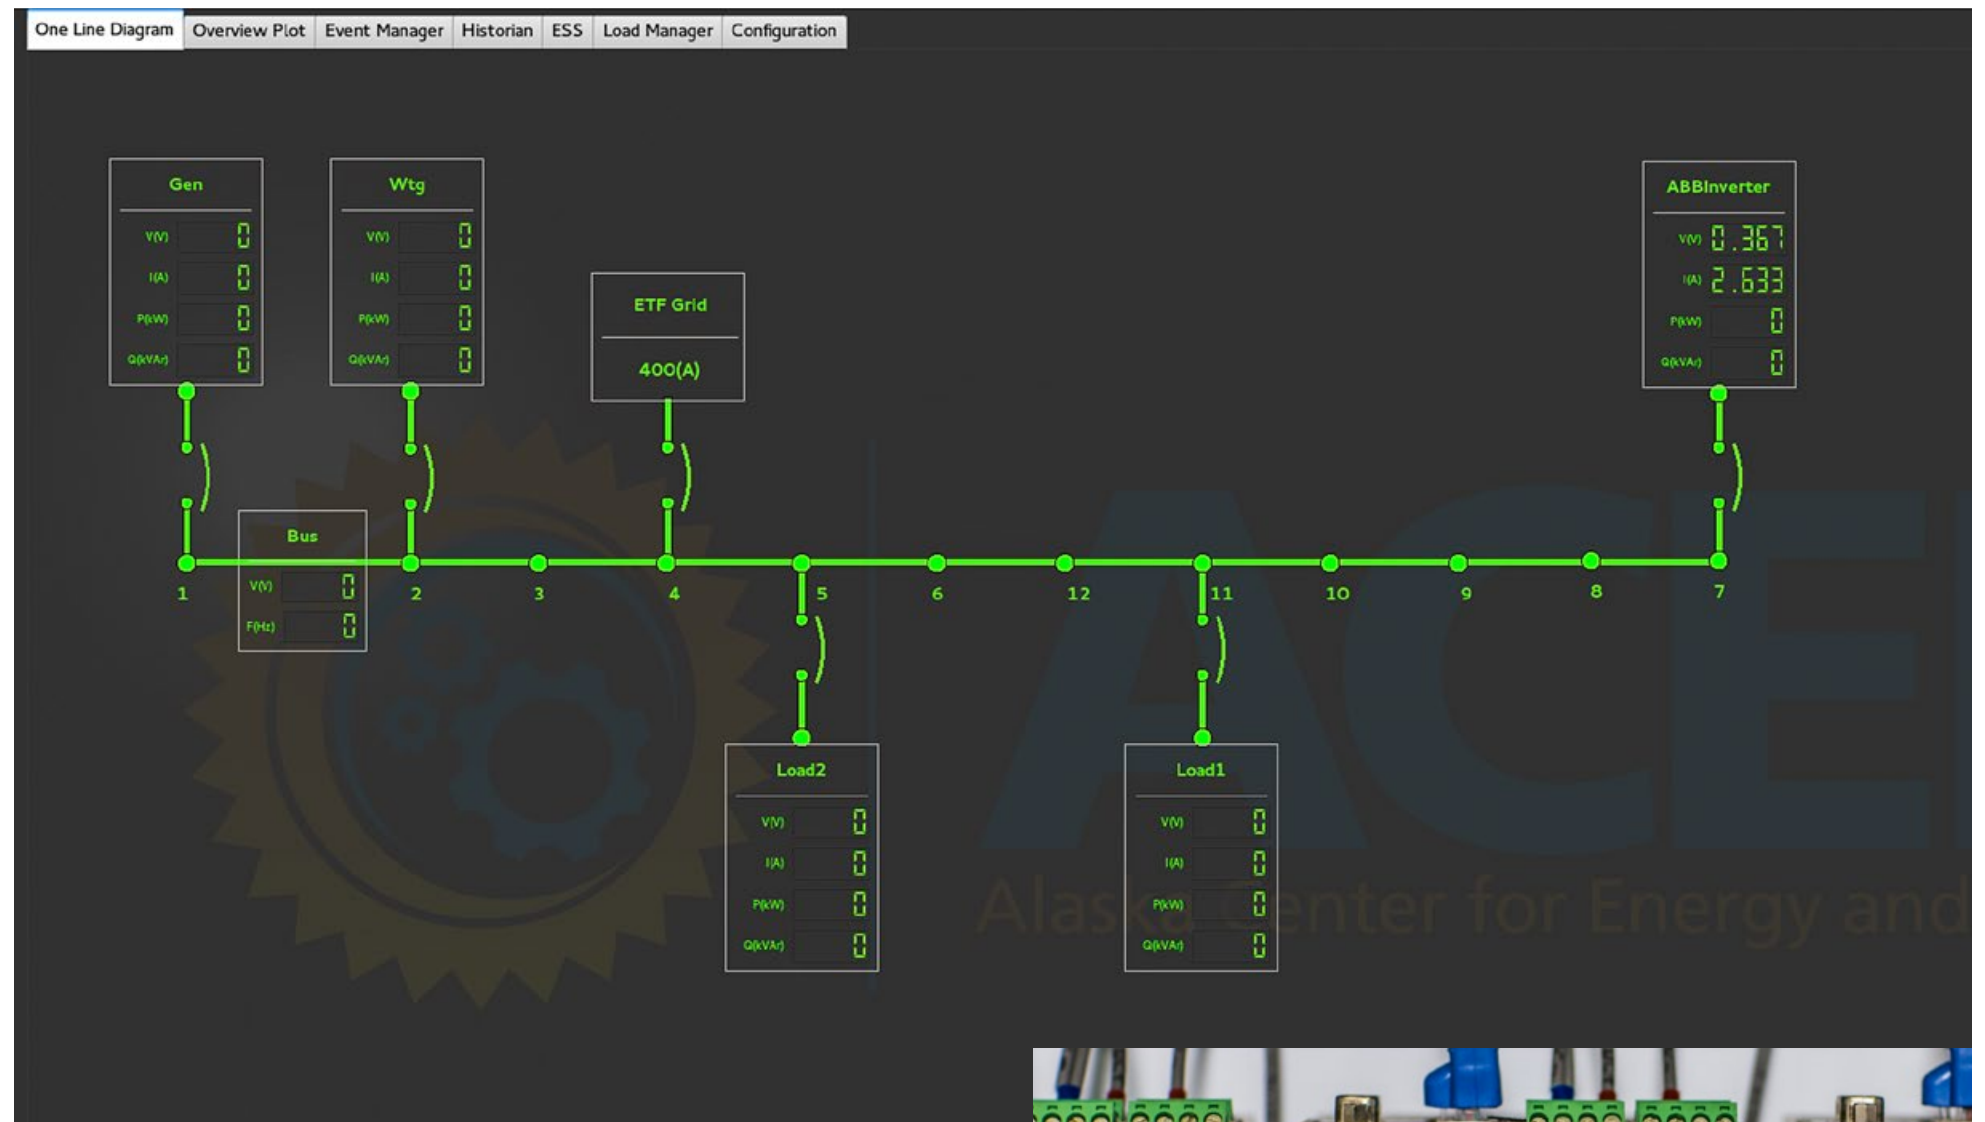 One Line Diagram Overview Plot Event Manager Historian ESS Load Manager Configuration
Gen
V(V) 0
I(A) 0
P(kW) 0
Q(kVAr) 0
Wtg
V(V) 0
I(A) 0
P(kW) 0
Q(kVAr) 0
ETF Grid
400(A)
ABBInverter
V(V) 0.367
I(A) 2.633
P(kW) 0
Q(kVAr) 0
Bus
V(V) 0
F(Hz) 0
1 2 3 4 5 6 12 11 10 9 8 7
Load2
V(V) 0
I(A) 0
P(kW) 0
Q(kVAr) 0
Load1
V(V) 0
I(A) 0
P(kW) 0
Q(kVAr) 0
ACE
Alaska Center for Energy and